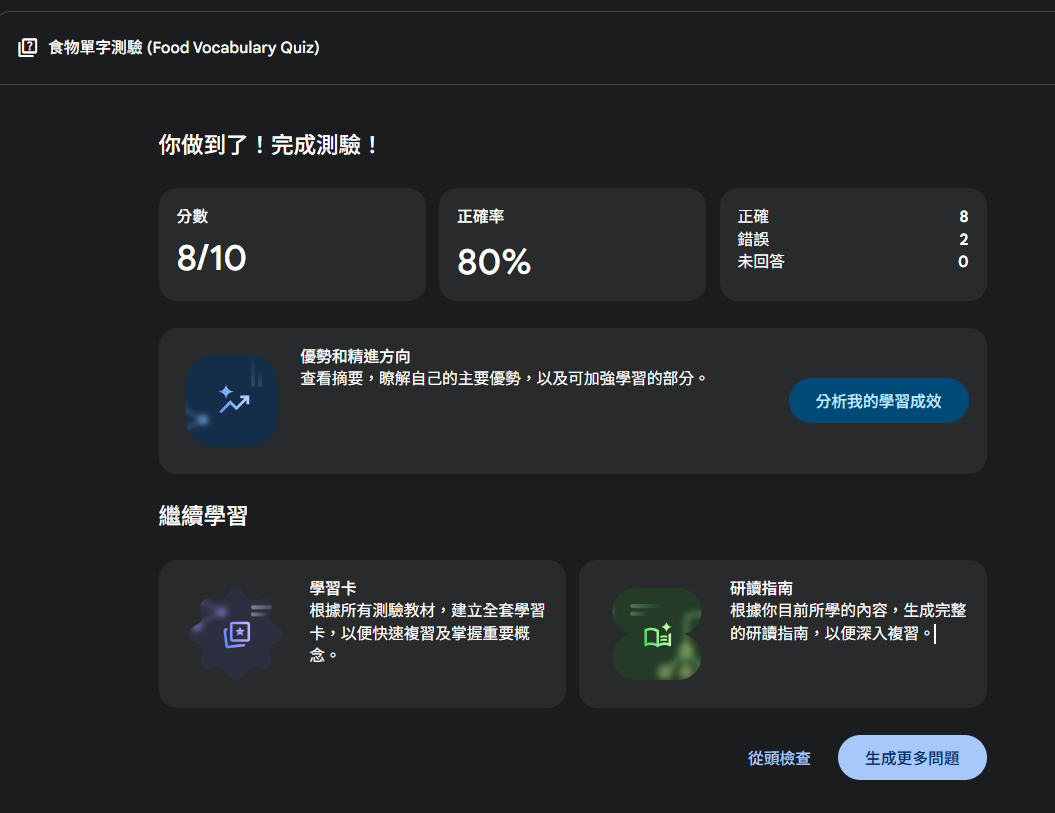 食物單字測驗 (Food Vocabulary Quiz)
你做到了！完成測驗！
分數
8/10
正確率
80%
正確 8
錯誤 2
未回答 0
優勢和精進方向
查看摘要，瞭解自己的主要優勢，以及可加強學習的部分。
分析我的學習成效
繼續學習
學習卡
根據所有測驗教材，建立全套學習
卡，以便快速複習及掌握重要概
念。
研讀指南
根據你目前所學的內容，生成完整
的研讀指南，以便深入複習。
從頭檢查
生成更多問題